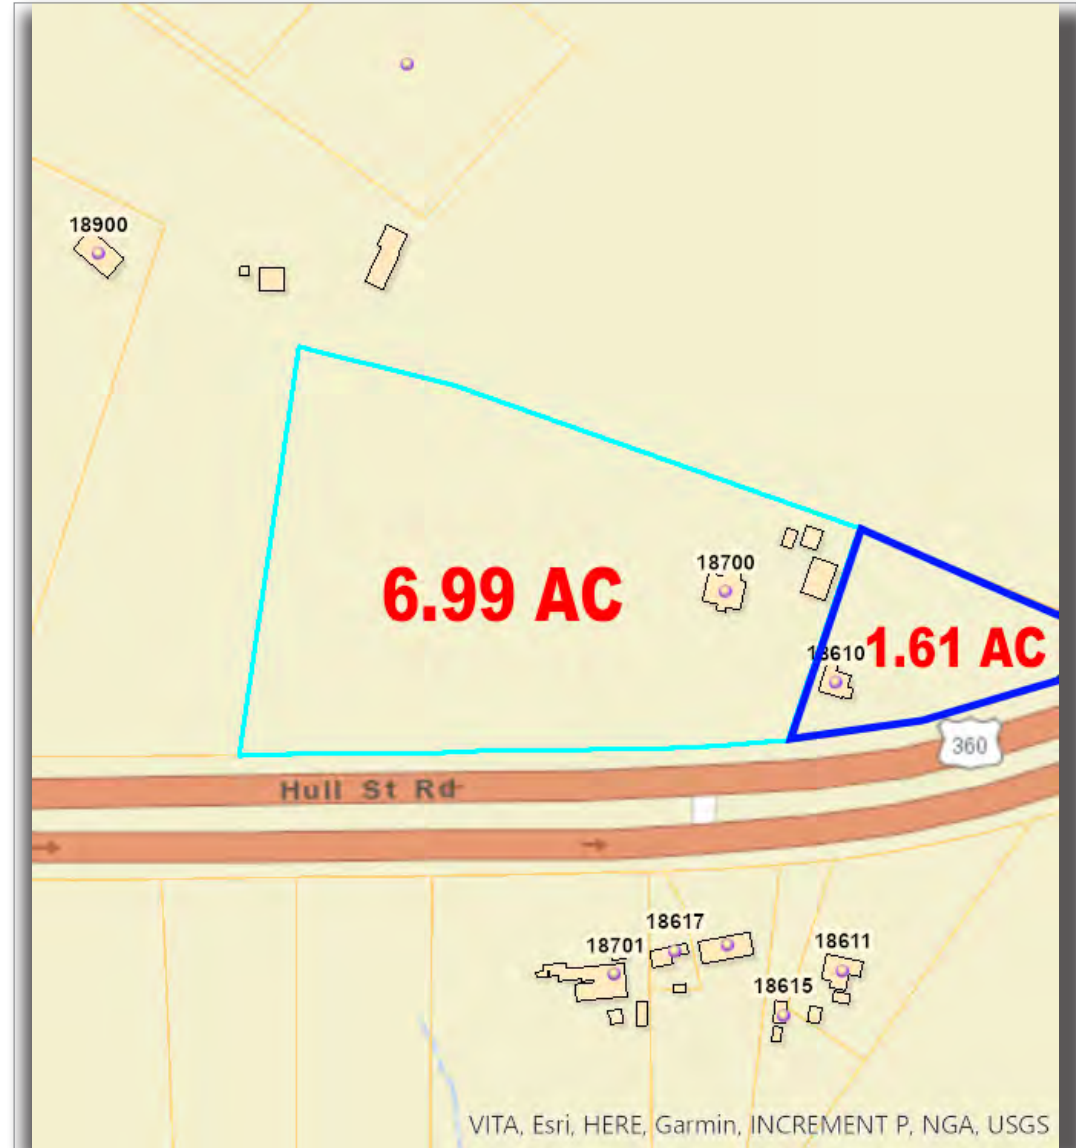 18900
18700
6.99 AC
18610
1.61 AC
360
Hull St Rd
18617
18701
18611
18615
VITA, Esri, HERE, Garmin, INCREMENT P, NGA, USGS